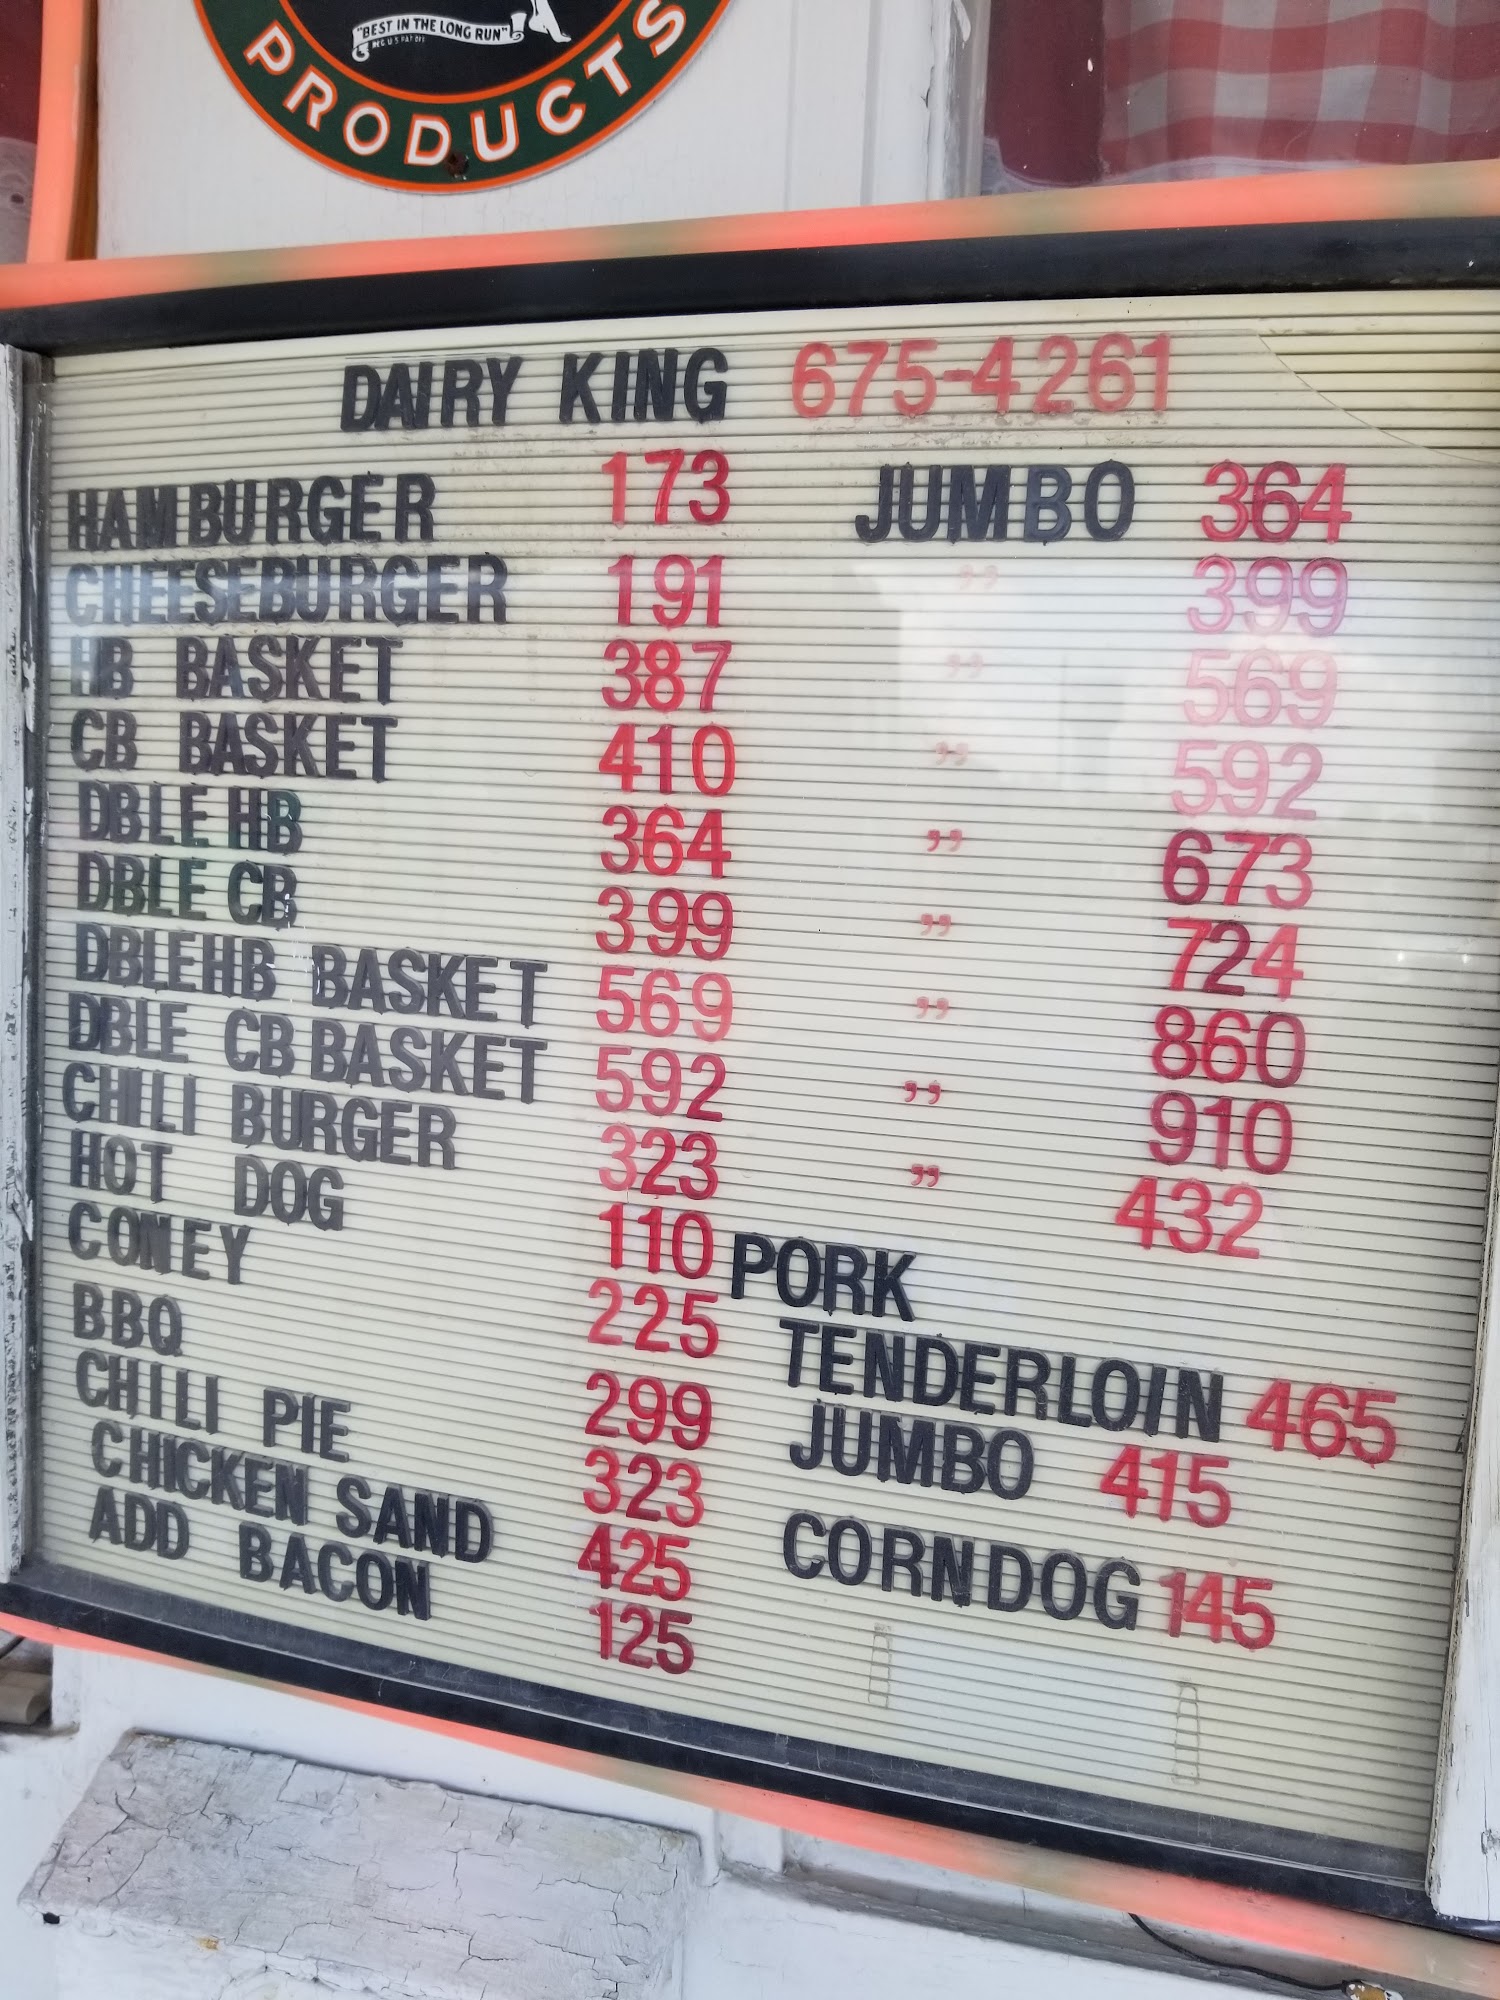 "BEST IN THE LONG RUN"
PRODUCTS
DAIRY KING 675-4261
HAMBURGER 173 JUMBO 364
CHEESEBURGER 191 " 399
HB BASKET 387 " 569
CB BASKET 410 " 592
DBLE HB 364 " 673
DBLE CB 399 " 724
DBLEHB BASKET 569 " 860
DBLE CB BASKET 592 " 910
CHILI BURGER 323 " 432
HOT DOG 110 PORK
CONEY 225 TENDERLOIN 465
BBQ 299 JUMBO 415
CHILI PIE 323
CHICKEN SAND 425 CORNDOG 145
ADD BACON 125